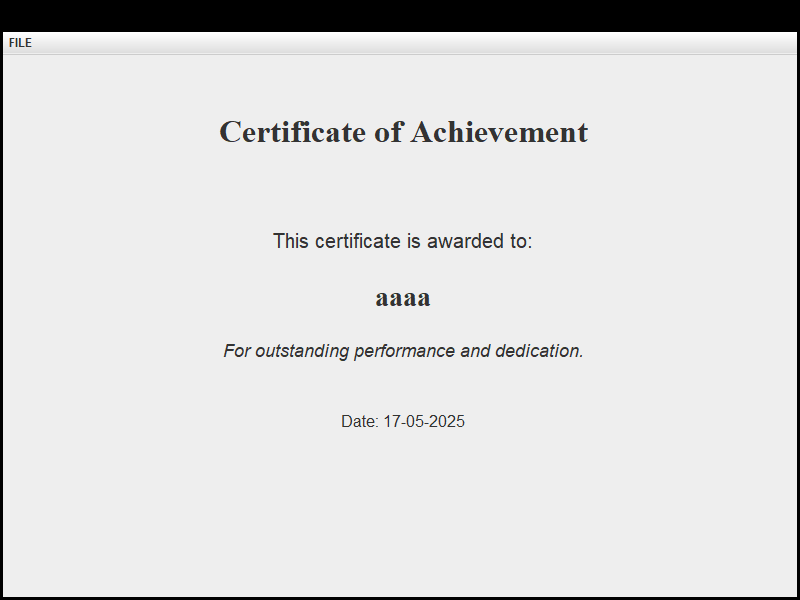 FILE
Certificate of Achievement
This certificate is awarded to:
aaaa
For outstanding performance and dedication.
Date: 17-05-2025